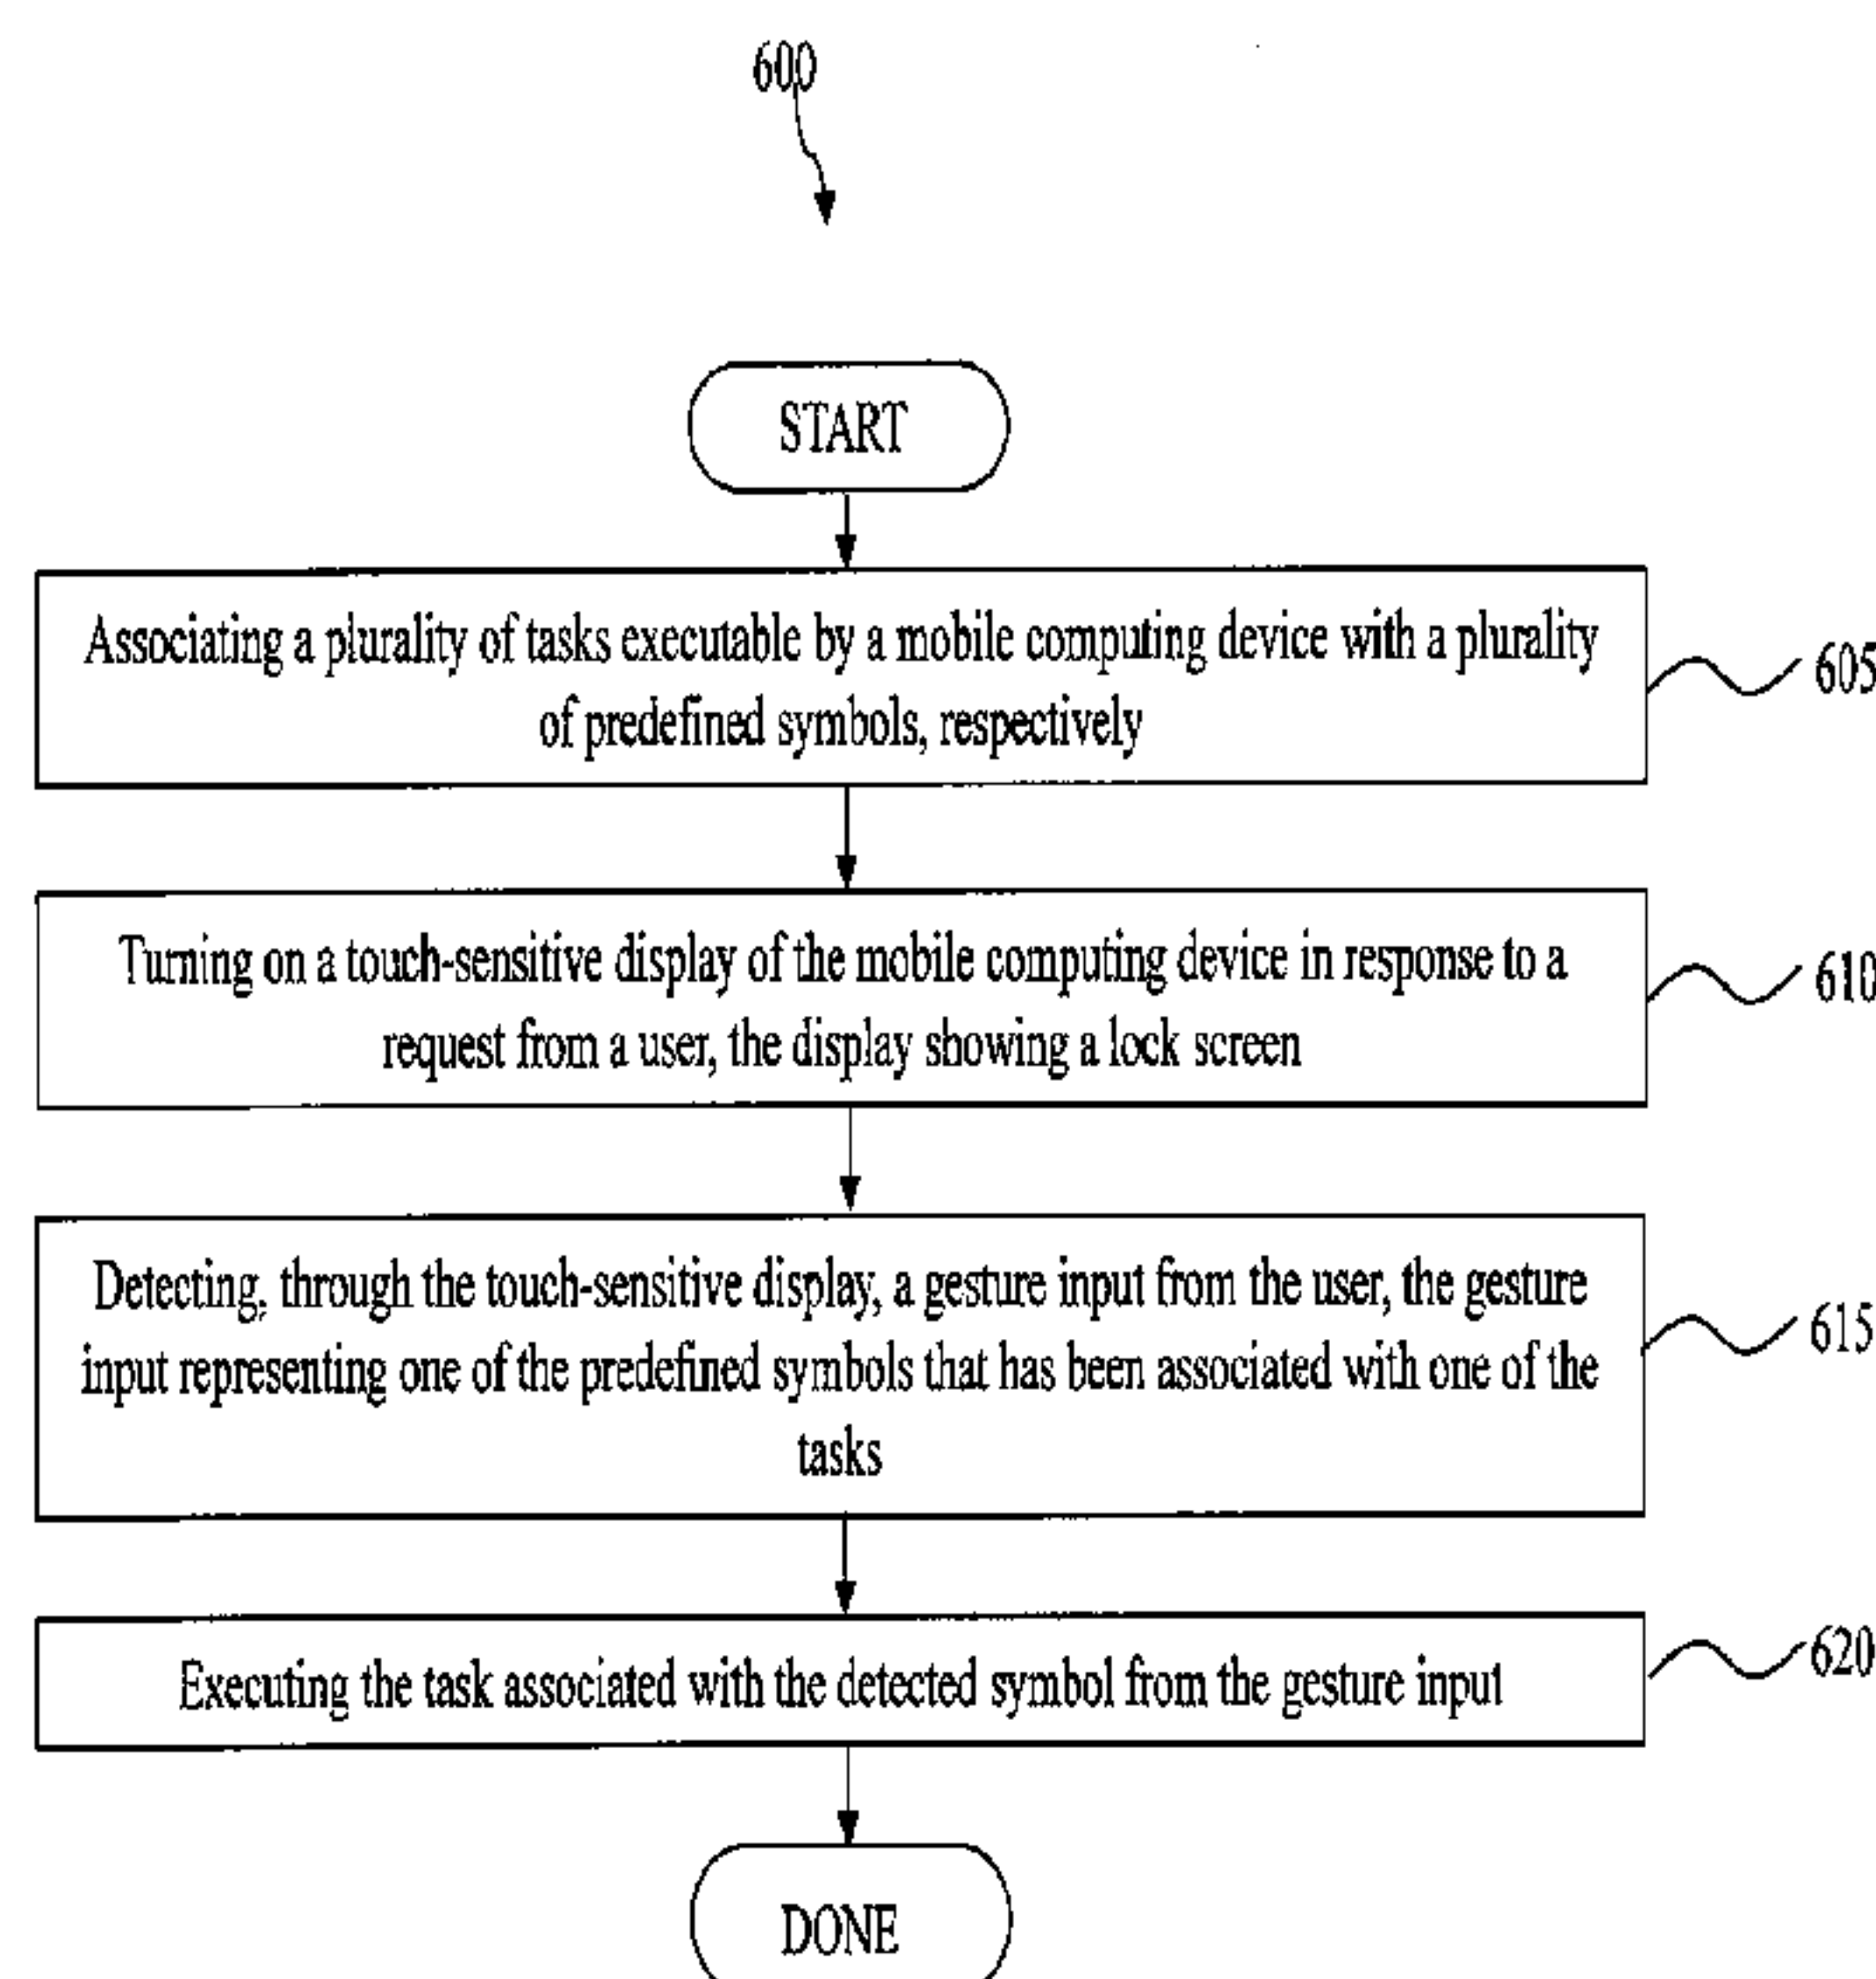 600
START
Associating a plurality of tasks executable by a mobile computing device with a plurality
of predefined symbols, respectively
605
Turning on a touch-sensitive display of the mobile computing device in response to a
request from a user, the display showing a lock screen
610
Detecting, through the touch-sensitive display, a gesture input from the user, the gesture
input representing one of the predefined symbols that has been associated with one of the
tasks
615
Executing the task associated with the detected symbol from the gesture input
620
DONE